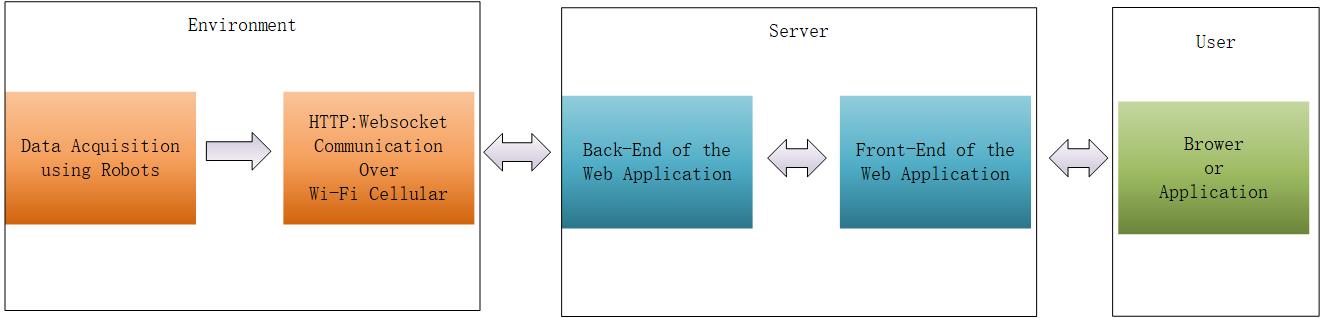 Environment
Data Acquisition
using Robots
HTTP:Websocket
Communication
Over
Wi-Fi Cellular
Server
Back-End of the
Web Application
Front-End of the
Web Application
User
Brower
or
Application